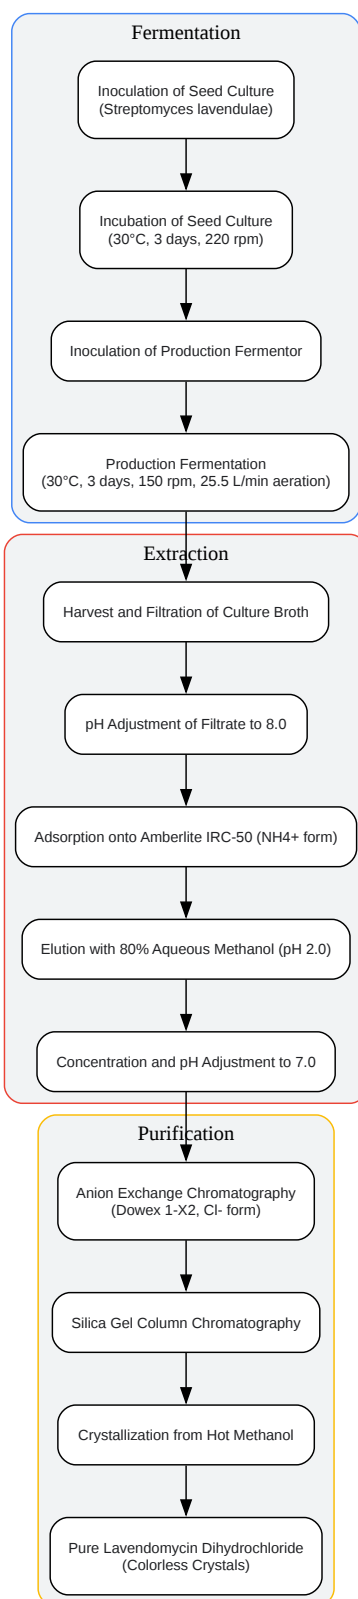 Fermentation
Inoculation of Seed Culture
(Streptomyces lavendulae)
Incubation of Seed Culture
(30°C, 3 days, 220 rpm)
Inoculation of Production Fermentor
Production Fermentation
(30°C, 3 days, 150 rpm, 25.5 L/min aeration)
Extraction
Harvest and Filtration of Culture Broth
pH Adjustment of Filtrate to 8.0
Adsorption onto Amberlite IRC-50 (NH4+ form)
Elution with 80% Aqueous Methanol (pH 2.0)
Concentration and pH Adjustment to 7.0
Purification
Anion Exchange Chromatography
(Dowex 1-X2, Cl- form)
Silica Gel Column Chromatography
Crystallization from Hot Methanol
Pure Lavendomycin Dihydrochloride
(Colorless Crystals)